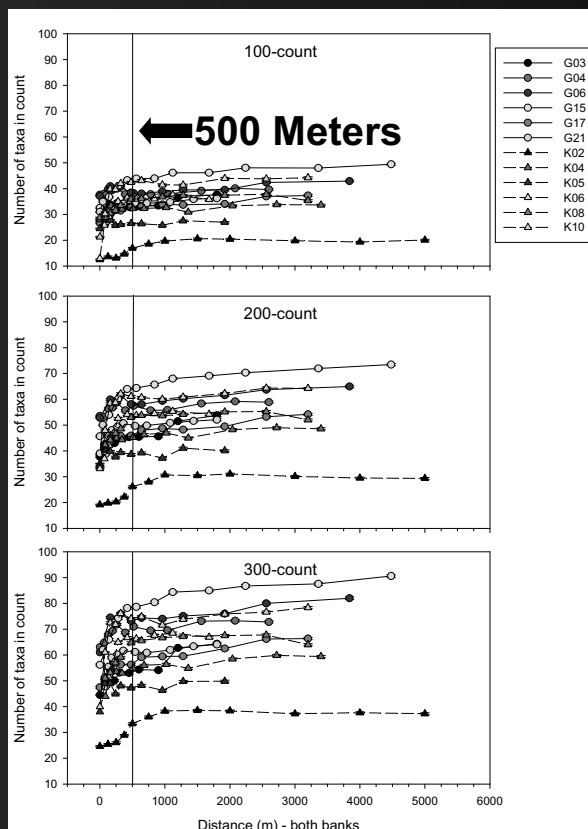 100-count
500 Meters
Number of taxa in count
100
90
80
70
60
50
40
30
20
10
G03
G04
G06
G15
G17
G21
K02
K04
K05
K06
K08
K10
200-count
Number of taxa in count
100
90
80
70
60
50
40
30
20
10
300-count
Number of taxa in count
100
90
80
70
60
50
40
30
20
10
0 1000 2000 3000 4000 5000 6000
Distance (m) - both banks